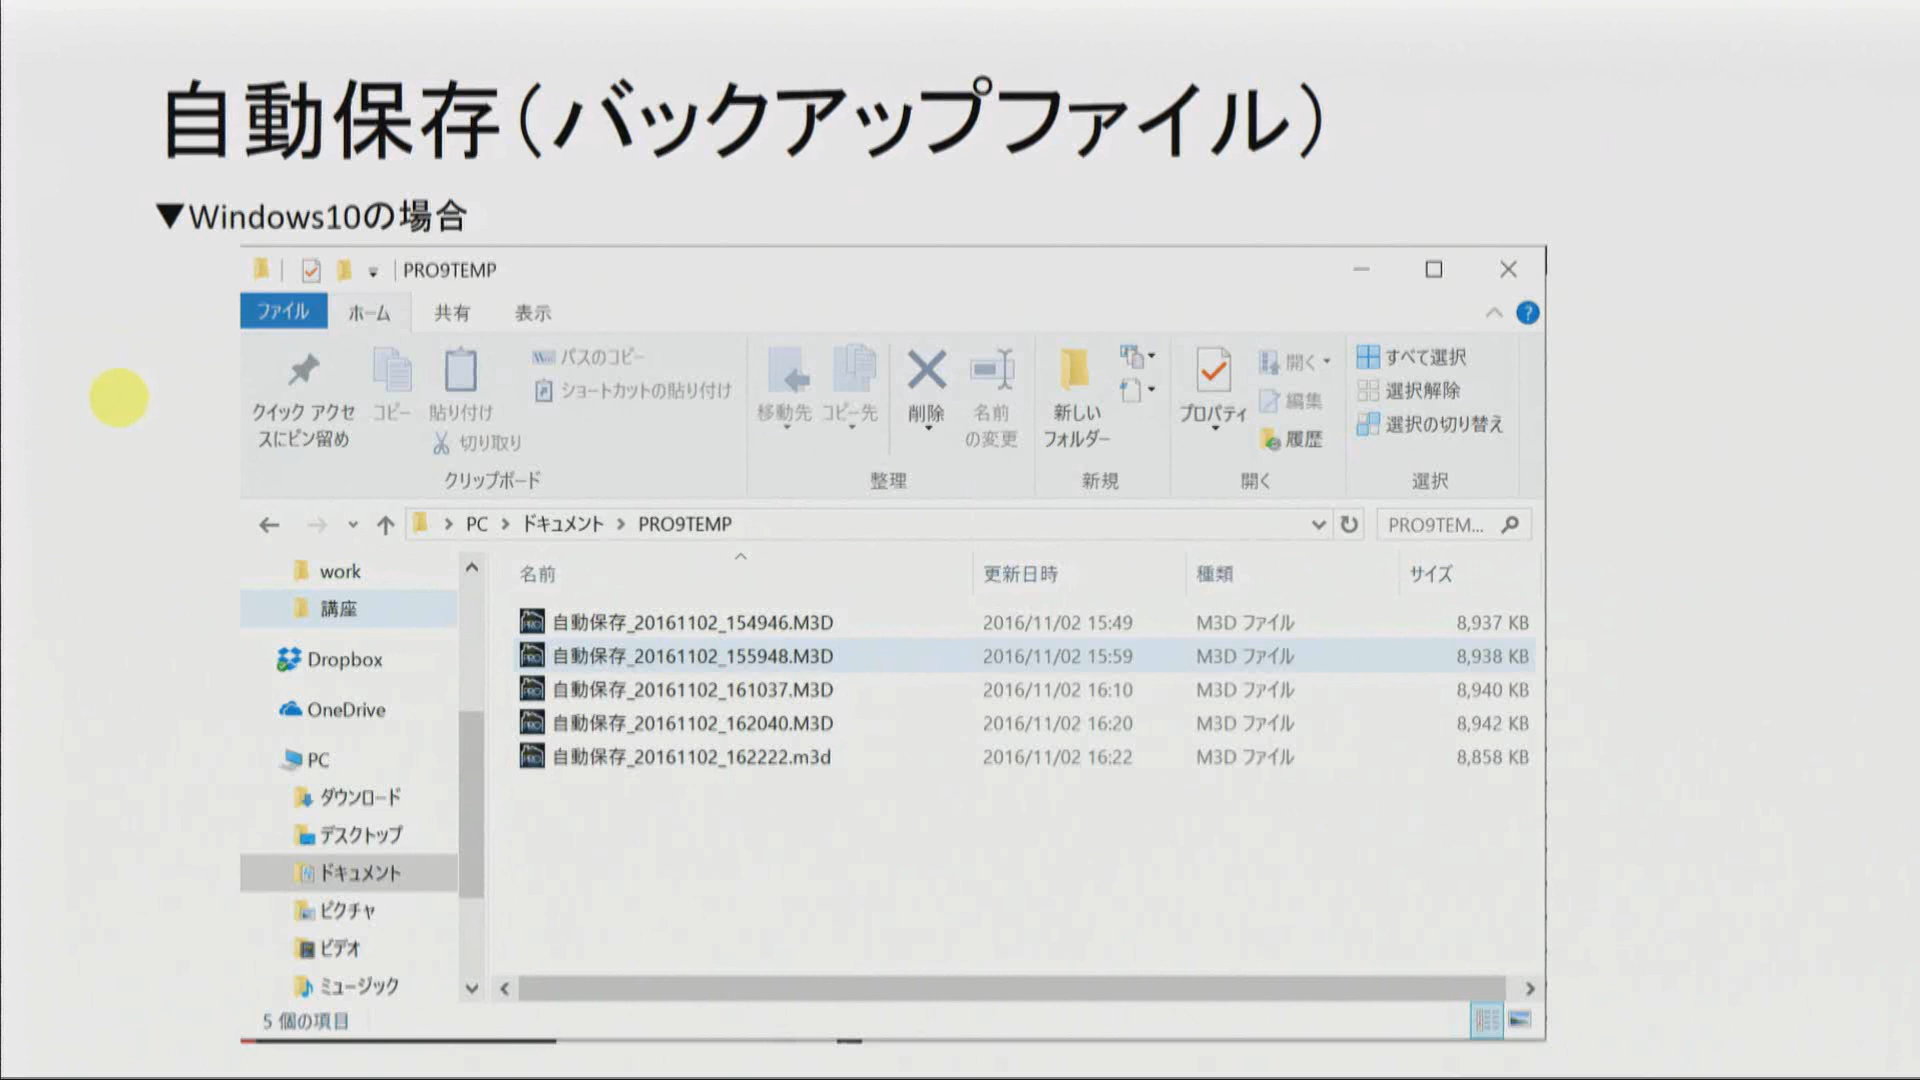 自動保存(バックアップファイル)
▼Windows10の場合
PRO9TEMP
ファイル ホーム 共有 表示
クイック アクセスにピン留め
コピー
貼り付け
パスのコピー
ショートカットの貼り付け
切り取り
クリップボード
移動先
コピー先
削除
名前の変更
整理
新しいフォルダー
新規
プロパティ
開く
編集
履歴
開く
すべて選択
選択解除
選択の切り替え
選択
PC > ドキュメント > PRO9TEMP
PRO9TEM...
work
講座
Dropbox
OneDrive
PC
ダウンロード
デスクトップ
ドキュメント
ピクチャ
ビデオ
ミュージック
名前 更新日時 種類 サイズ
自動保存_20161102_154946.M3D 2016/11/02 15:49 M3D ファイル 8,937 KB
自動保存_20161102_155948.M3D 2016/11/02 15:59 M3D ファイル 8,938 KB
自動保存_20161102_161037.M3D 2016/11/02 16:10 M3D ファイル 8,940 KB
自動保存_20161102_162040.M3D 2016/11/02 16:20 M3D ファイル 8,942 KB
自動保存_20161102_162222.m3d 2016/11/02 16:22 M3D ファイル 8,858 KB
5 個の項目